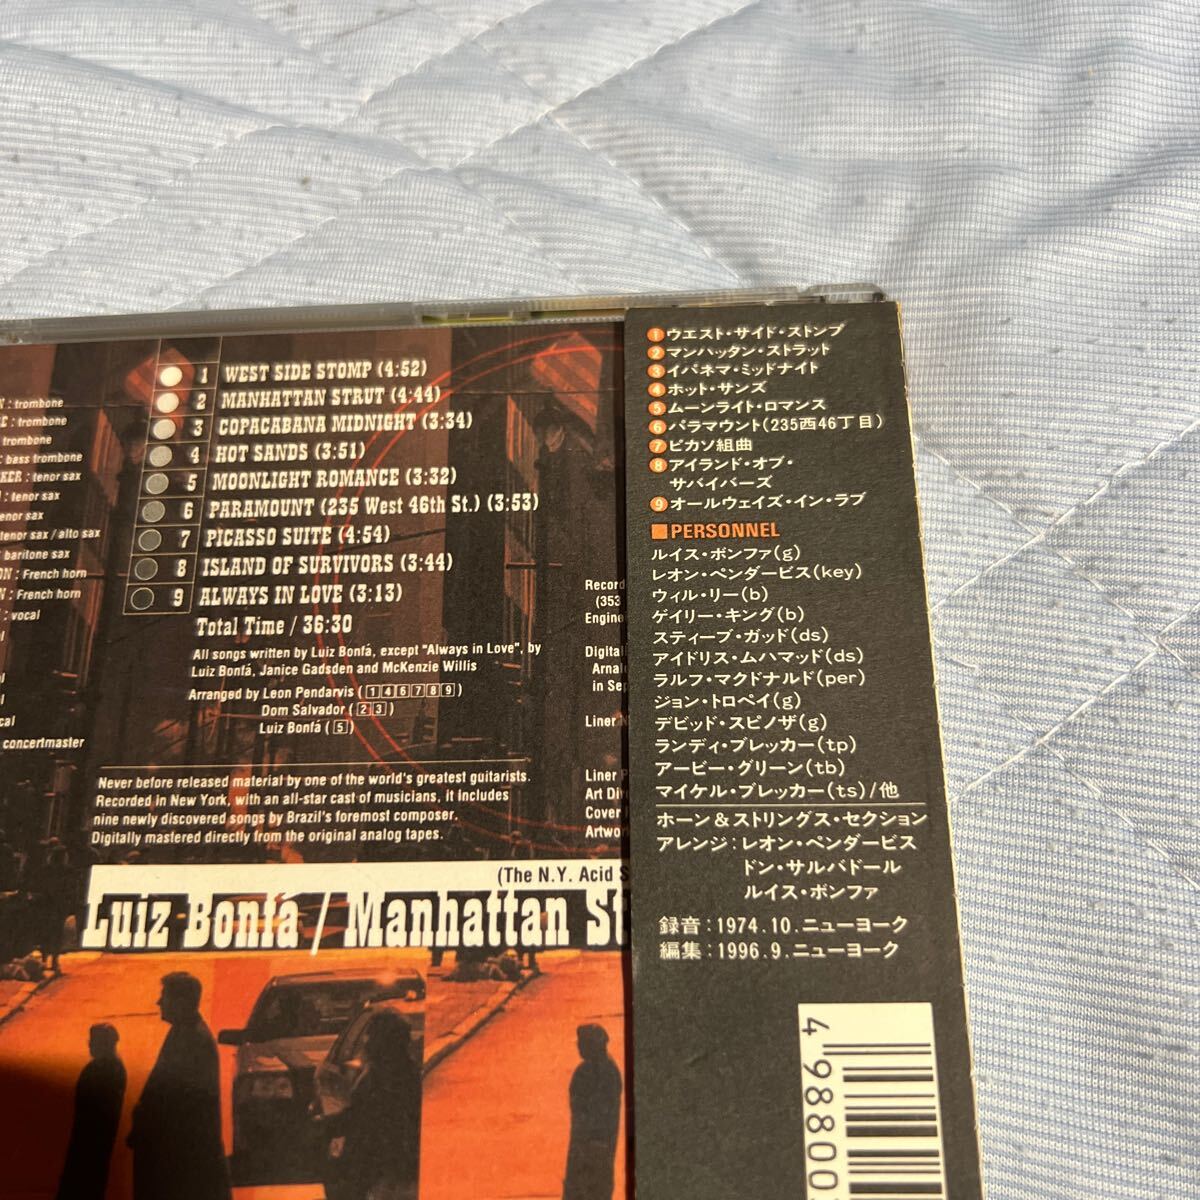 N : trombone
E : trombone
trombone
: bass trombone
KER : tenor sax
: tenor sax
tenor sax
tenor sax / alto sax
: baritone sax
ON : French horn
N : French horn
: vocal
concertmaster
1 WEST SIDE STOMP (4:52)
2 MANHATTAN STRUT (4:44)
3 COPACABANA MIDNIGHT (3:34)
4 HOT SANDS (3:51)
5 MOONLIGHT ROMANCE (3:32)
6 PARAMOUNT (235 West 46th St.) (3:53)
7 PICASSO SUITE (4:54)
8 ISLAND OF SURVIVORS (3:44)
9 ALWAYS IN LOVE (3:13)
Total Time / 36:30
All songs written by Luiz Bonfá, except "Always in Love", by
Luiz Bonfá, Janice Gadsden and McKenzie Willis
Arranged by Leon Pendarvis (1 4 6 7 8 9)
Dom Salvador (2 3)
Luiz Bonfá (5)
Never before released material by one of the world's greatest guitarists.
Recorded in New York, with an all-star cast of musicians, it includes
nine newly discovered songs by Brazil's foremost composer.
Digitally mastered directly from the original analog tapes.
Record
(353
Engine
Digital
Arnal
in Sep
Liner N
Liner P
Art Div
Cover
Artwor
(The N.Y. Acid S
Luiz Bonfá / Manhattan St
1 ウエスト・サイド・ストンプ
2 マンハッタン・ストラット
3 イパネマ・ミッドナイト
4 ホット・サンズ
5 ムーンライト・ロマンス
6 パラマウント(235西46丁目)
7 ピカソ組曲
8 アイランド・オブ・
サバイバーズ
9 オールウェイズ・イン・ラブ
■PERSONNEL
ルイス・ボンファ(g)
レオン・ペンダービス(key)
ウィル・リー(b)
ゲイリー・キング(b)
スティーブ・ガッド(ds)
アイドリス・ムハマッド(ds)
ラルフ・マクドナルド(per)
ジョン・トロペイ(g)
デビッド・スピノザ(g)
ランディ・ブレッカー(tp)
アービー・グリーン(tb)
マイケル・ブレッカー(ts)/他
ホーン&ストリングス・セクション
アレンジ:レオン・ペンダービス
ドン・サルバドール
ルイス・ボンファ
録音:1974.10.ニューヨーク
編集:1996.9.ニューヨーク
4 98800